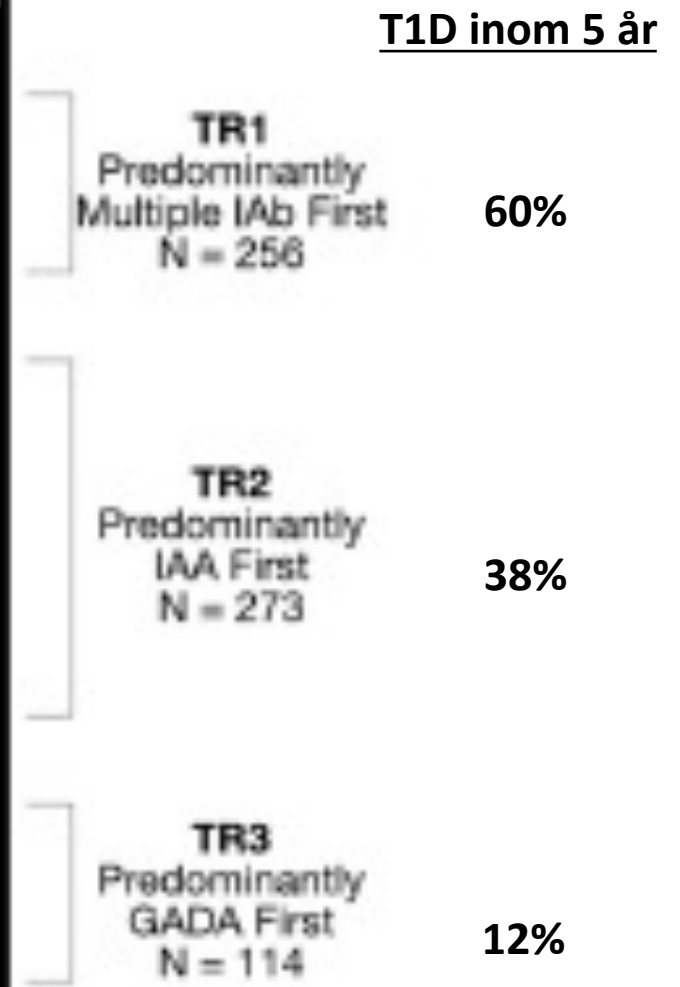 T1D inom 5 år
TR1
Predominantly
Multiple IAb First
N = 256
60%
TR2
Predominantly
IAA First
N = 273
38%
TR3
Predominantly
GADA First
N = 114
12%